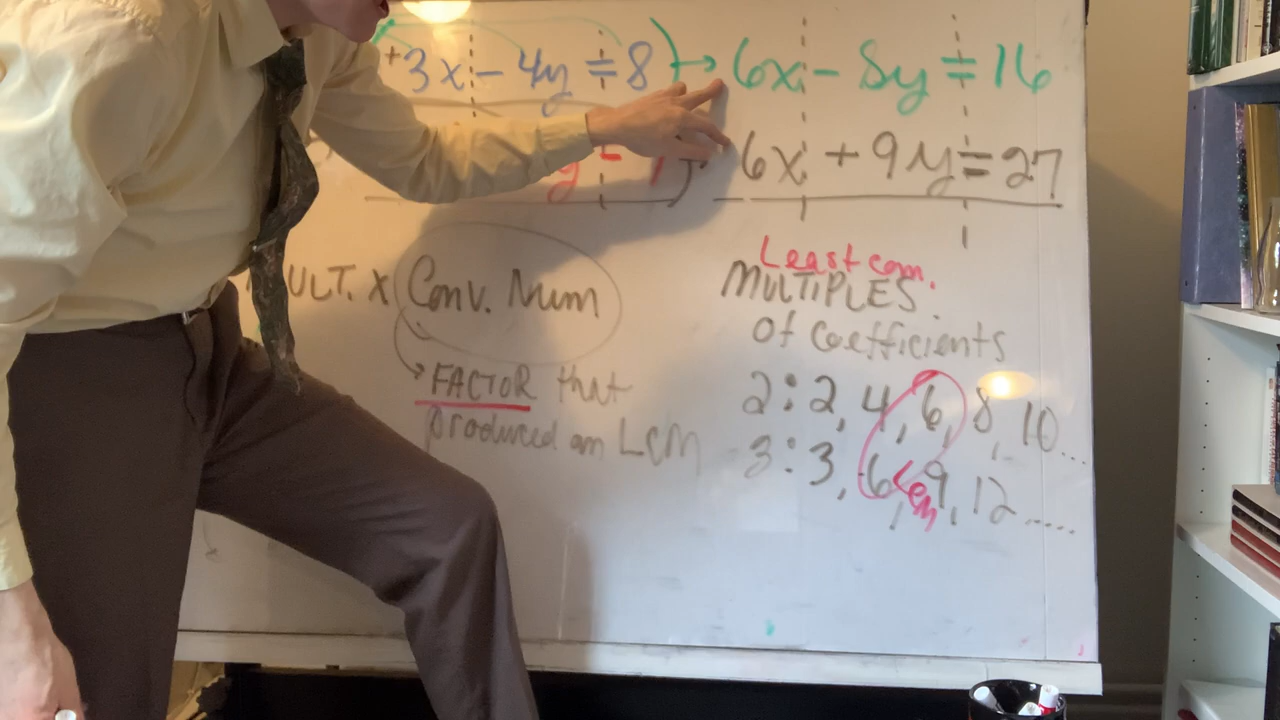 +3x - 4y = 8) → 6x - 8y = 16
6x + 9y = 27
ULT. x Conv. Num
FACTOR that
produced an LCM
Least com.
MULTIPLES
of Coefficients
2: 2, 4, 6, 8, 10...
3: 3, 6, 9, 12.....
Lcm